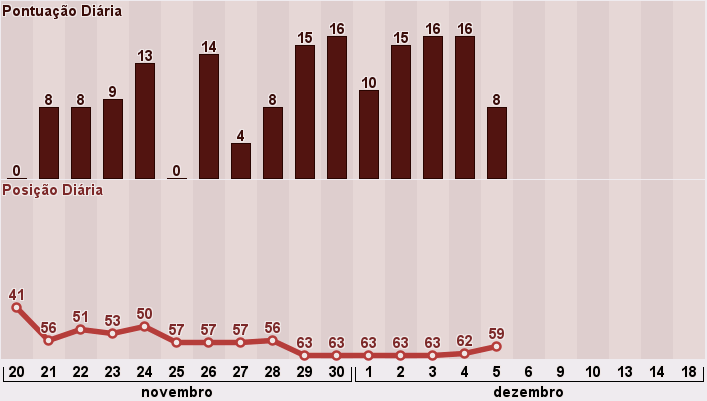 Pontuação Diária
0 8 8 9 13 0 14 4 8 15 16 10 15 16 16 8
Posição Diária
41 56 51 53 50 57 57 57 56 63 63 63 63 63 62 59
20 21 22 23 24 25 26 27 28 29 30 1 2 3 4 5 6 9 10 13 14 18
novembro dezembro